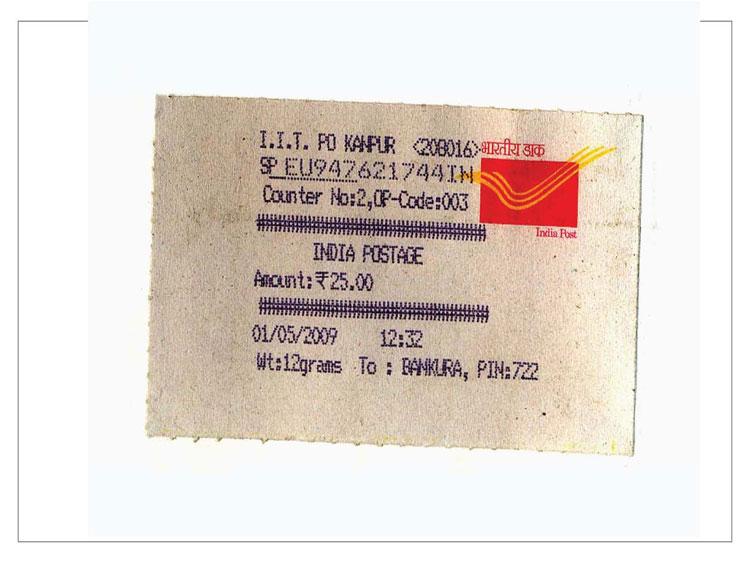 I.I.T. PO KANPUR <208016>
भारतीय डाक
SP EU947621744IN
Counter No:2,OP-Code:003
India Post
INDIA POSTAGE
Amount:₹25.00
01/05/2009 12:32
Wt:12grams To : BANKURA, PIN:722